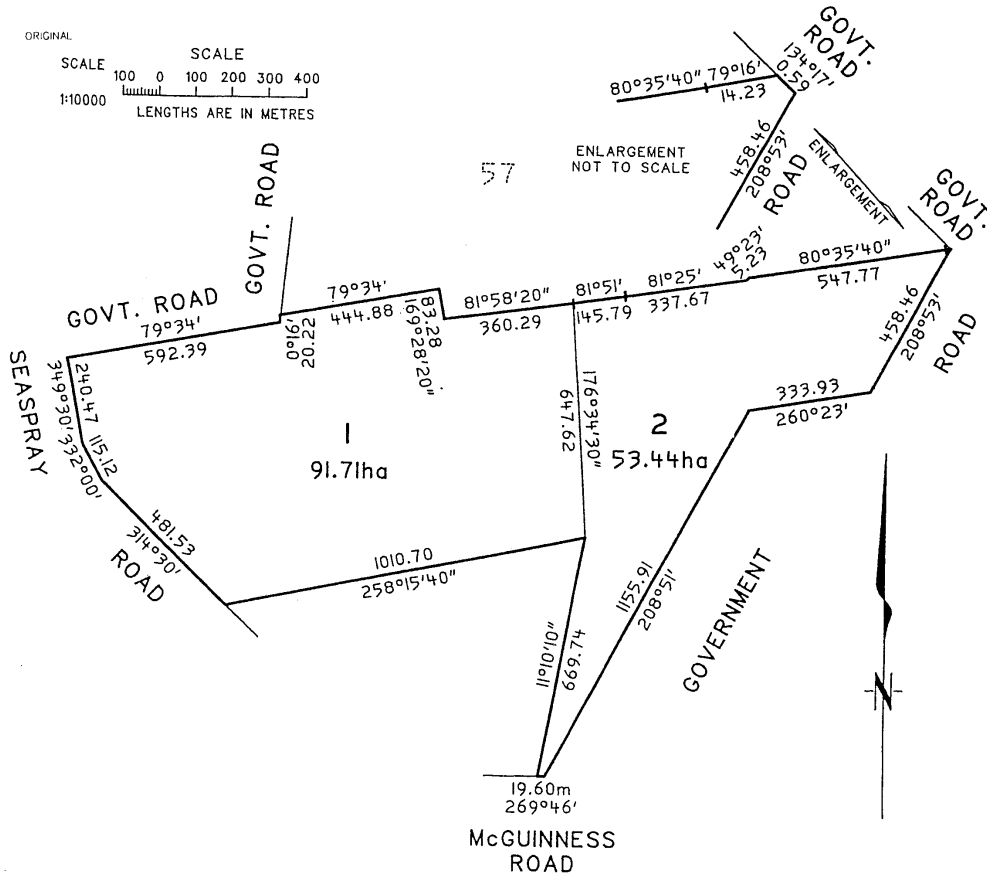 ORIGINAL
SCALE
1:10000
SCALE
100 0 100 200 300 400
LENGTHS ARE IN METRES
GOVT.
ROAD
80°35'40"
79°16'
14.23
134°17'
0.59
458.46
208°53'
ROAD
ENLARGEMENT
NOT TO SCALE
ENLARGEMENT
57
GOVT.
ROAD
GOVT. ROAD
GOVT. ROAD
79°34'
592.39
0°16'
20.22
79°34'
444.88
83.28
169°28'20"
81°58'20"
360.29
81°51'
145.79
81°25'
337.67
49°23'
5.23
80°35'40"
547.77
458.46
208°53'
ROAD
333.93
260°23'
SEASPRAY
240.47
349°30'
115.12
332°00'
481.53
314°30'
ROAD
1
91.71ha
176°34'30"
647.62
2
53.44ha
1010.70
258°15'40"
1155.91
208°51'
GOVERNMENT
11°10'10"
669.74
N
19.60m
269°46'
McGUINNESS
ROAD